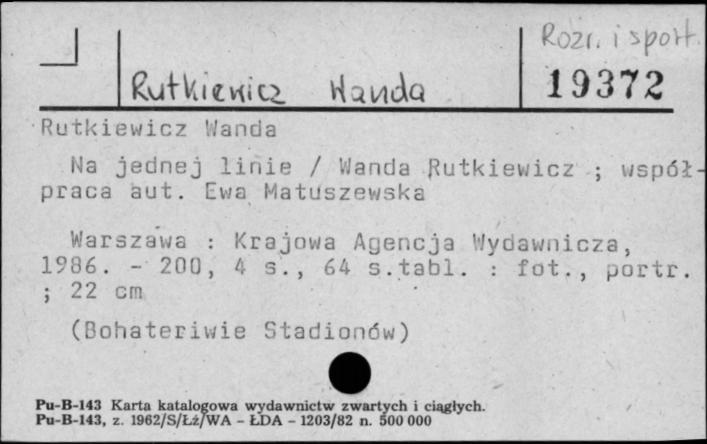 Rozr. i sport.
Rutkiewicz Wanda
19372
Rutkiewicz Wanda
Na jednej linie / Wanda Rutkiewicz ; współ-
praca aut. Ewa Matuszewska
Warszawa : Krajowa Agencja Wydawnicza,
1986. - 200, 4 s., 64 s.tabl. : fot., portr.
; 22 cm
(Bohateriwie Stadionów)
Pu-B-143 Karta katalogowa wydawnictw zwartych i ciągłych.
Pu-B-143, z. 1962/S/Łż/WA - ŁDA - 1203/82 n. 500 000